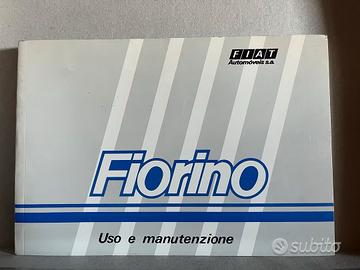 FIAT
Automóveis s.a.
Fiorino
Uso e manutenzione
subito